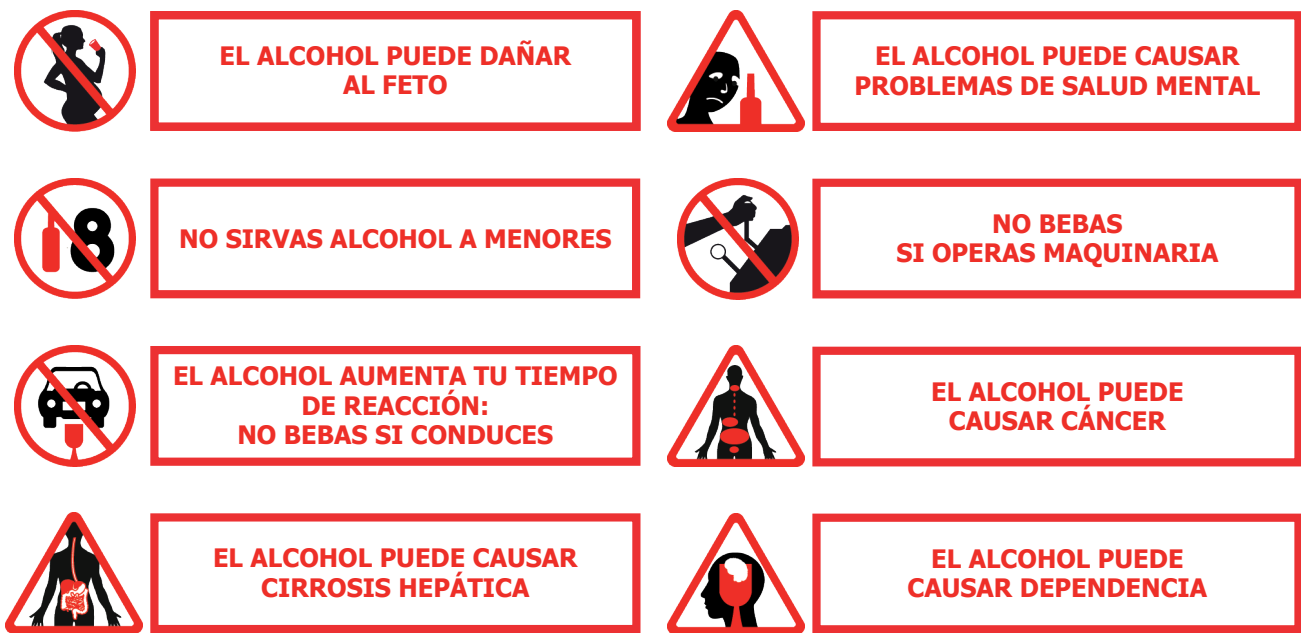 EL ALCOHOL PUEDE DAÑAR
AL FETO
EL ALCOHOL PUEDE CAUSAR
PROBLEMAS DE SALUD MENTAL
18
NO SIRVAS ALCOHOL A MENORES
NO BEBAS
SI OPERAS MAQUINARIA
EL ALCOHOL AUMENTA TU TIEMPO
DE REACCIÓN:
NO BEBAS SI CONDUCES
EL ALCOHOL PUEDE
CAUSAR CÁNCER
EL ALCOHOL PUEDE CAUSAR
CIRROSIS HEPÁTICA
EL ALCOHOL PUEDE
CAUSAR DEPENDENCIA